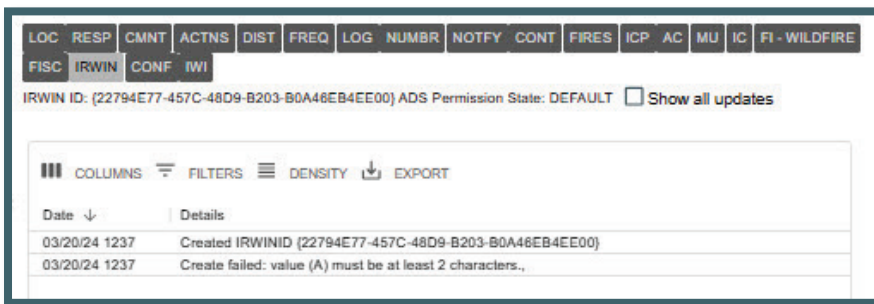 LOC RESP CMNT ACTNS DIST FREQ LOG NUMBR NOTFY CONT FIRES ICP AC MU IC FI - WILDFIRE
FISC IRWIN CONF IWI
IRWIN ID: {22794E77-457C-48D9-B203-B0A46EB4EE00} ADS Permission State: DEFAULT Show all updates
COLUMNS FILTERS DENSITY EXPORT
Date ↓ Details
03/20/24 1237 Created IRWINID {22794E77-457C-48D9-B203-B0A46EB4EE00}
03/20/24 1237 Create failed: value (A) must be at least 2 characters.,